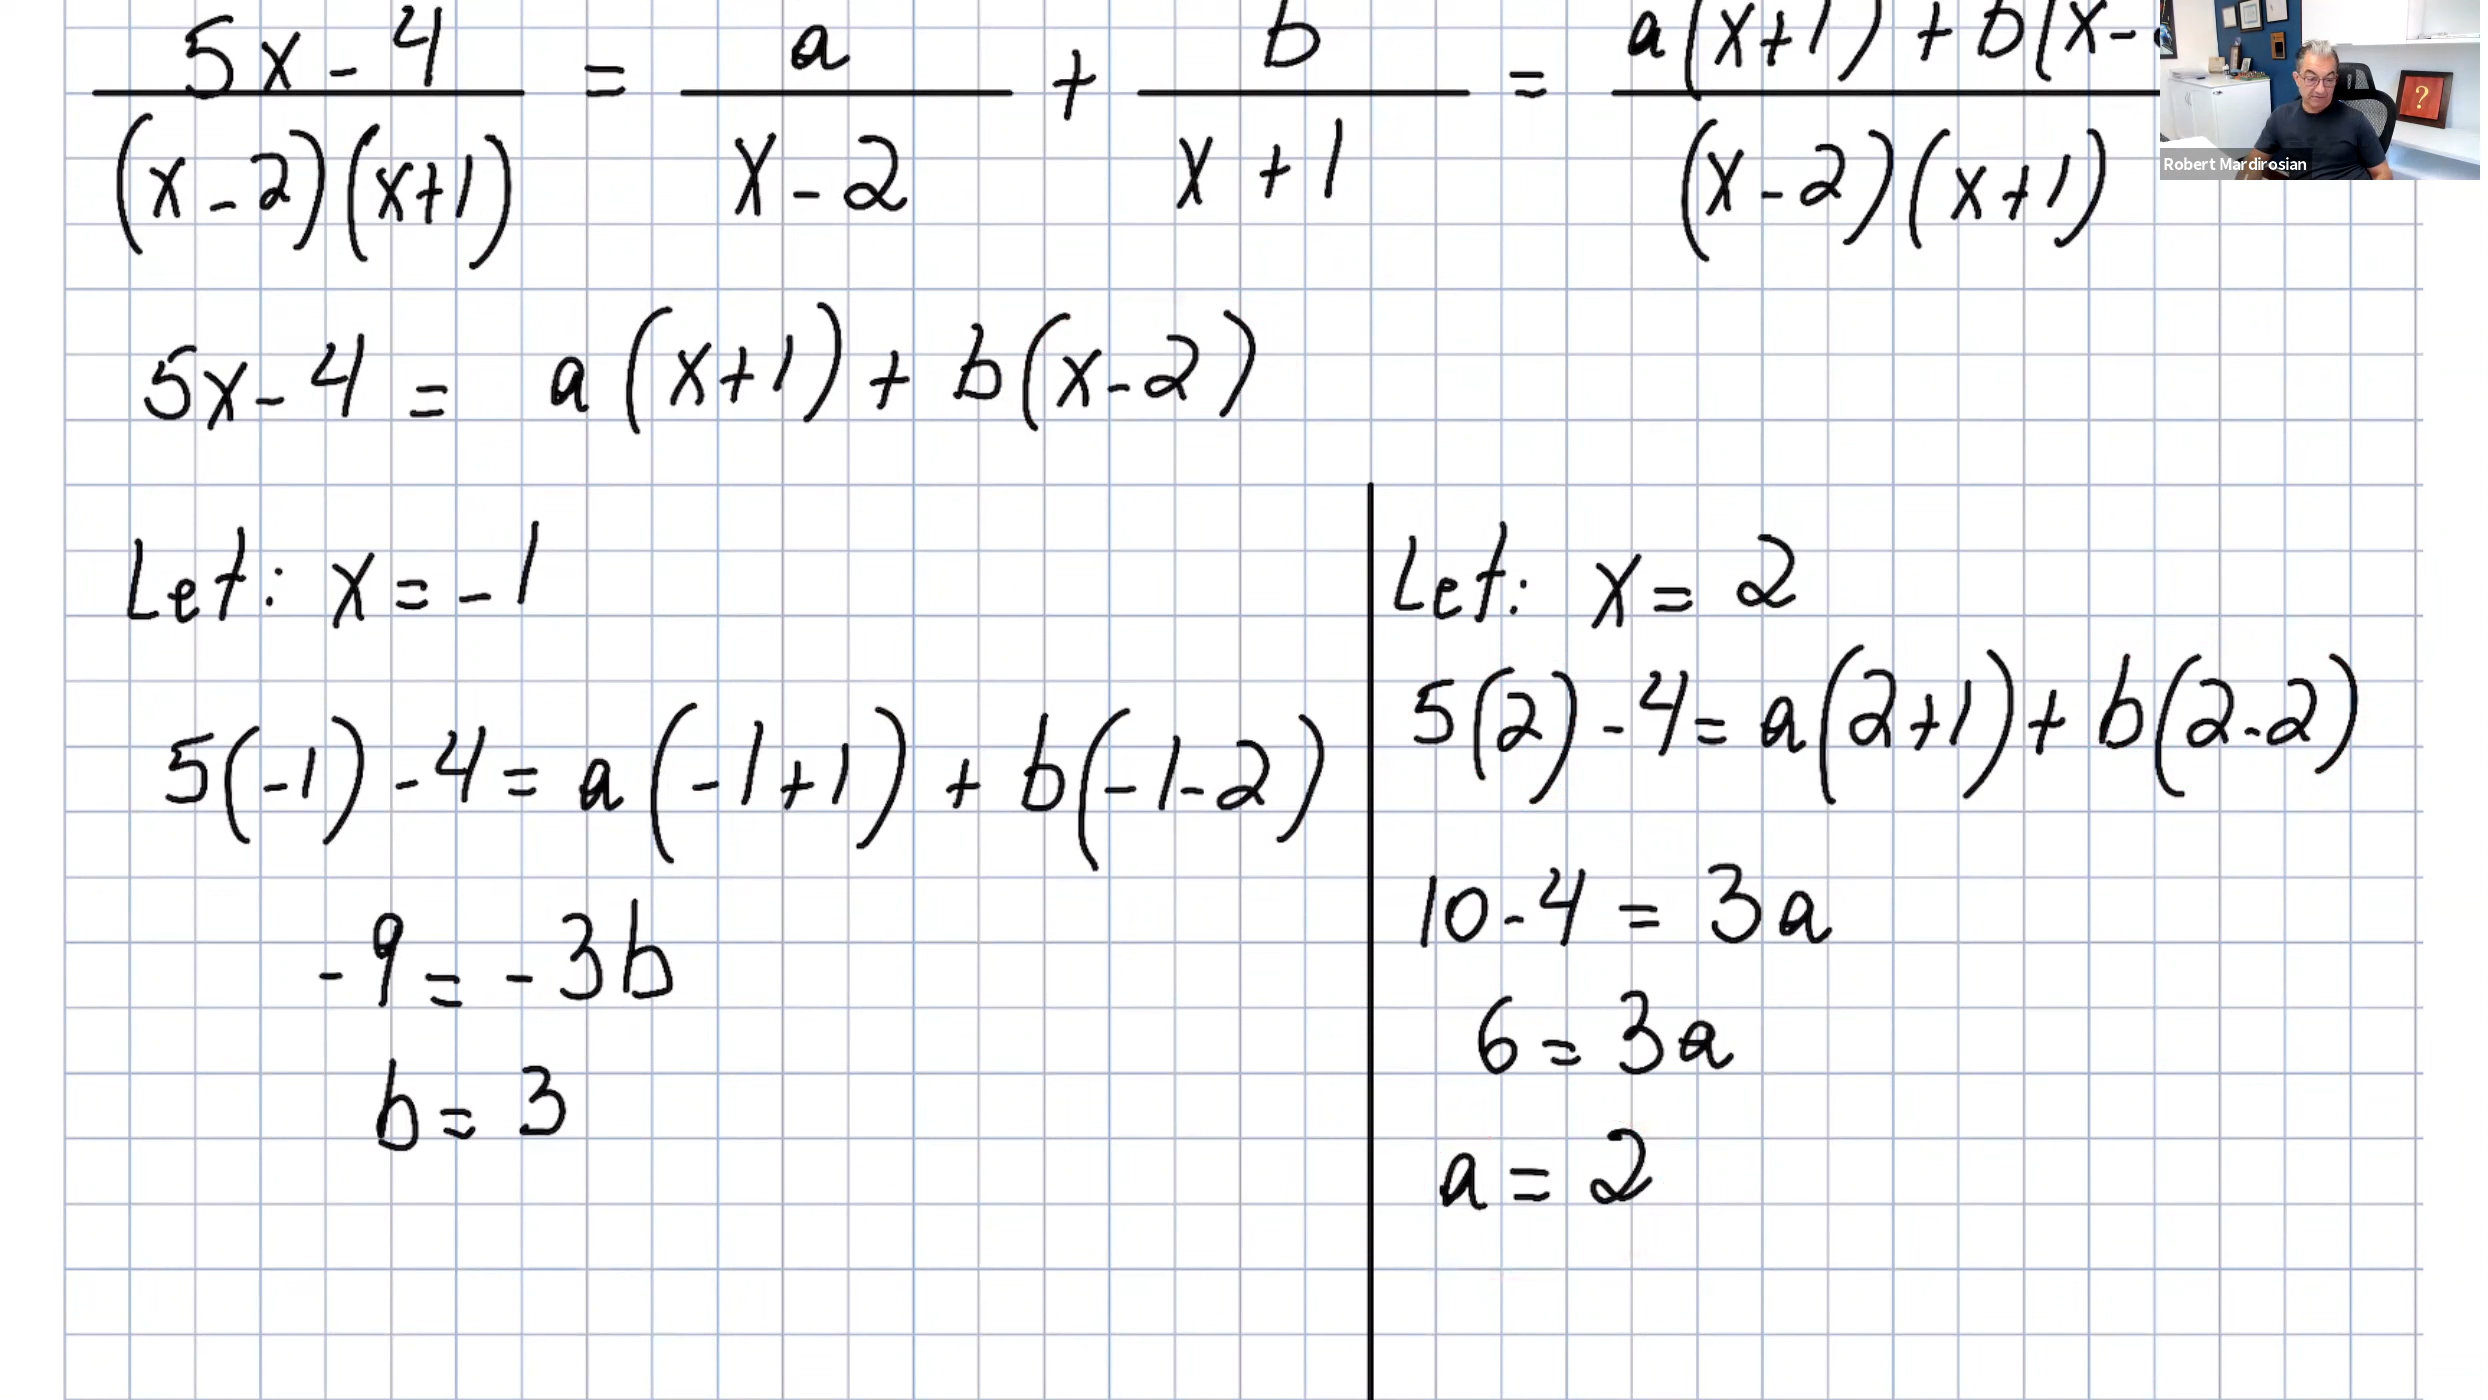 5x - 4 / (x - 2)(x + 1) = a / x - 2 + b / x + 1 = a(x+1) + b(x- / (x - 2)(x + 1)
Robert Mardirosian
?
5x - 4 = a(x+1) + b(x-2)
Let: x = -1
5(-1) - 4 = a(-1+1) + b(-1-2)
-9 = -3b
b = 3
Let: x = 2
5(2) - 4 = a(2+1) + b(2-2)
10 - 4 = 3a
6 = 3a
a = 2